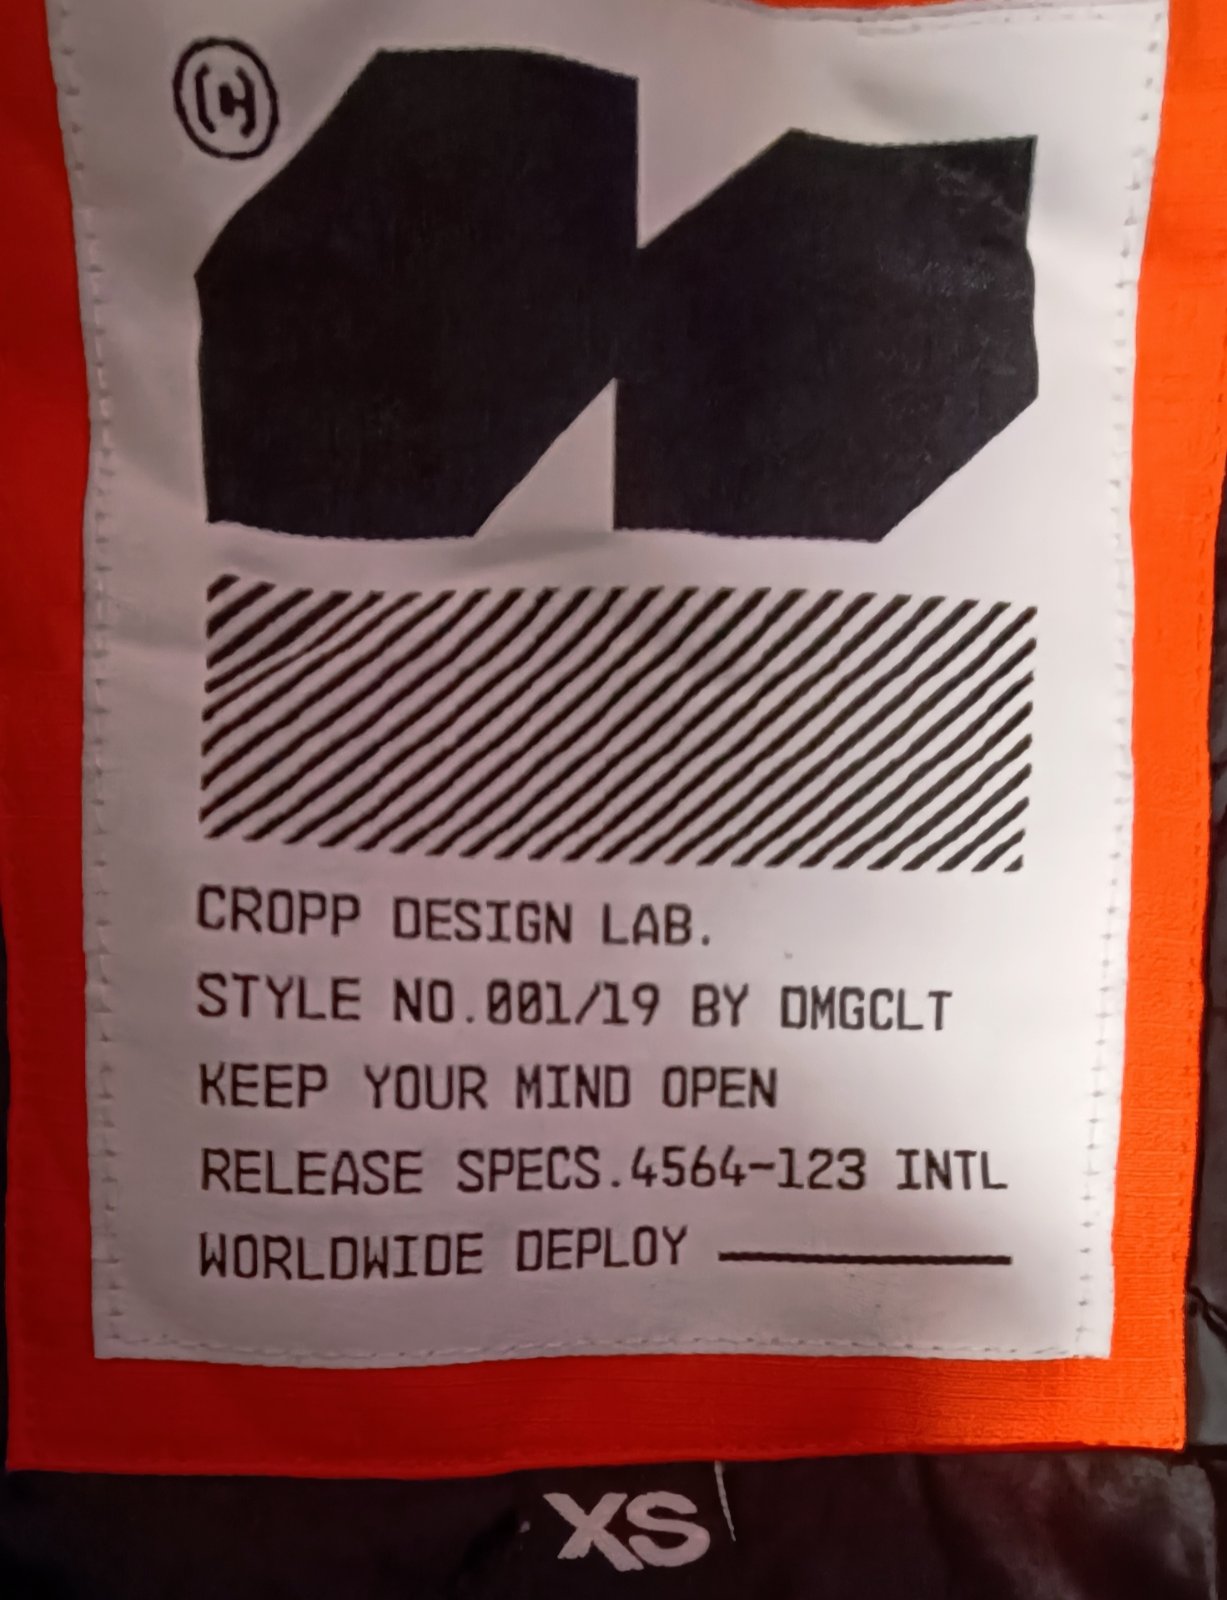 (C)
CROPP DESIGN LAB.
STYLE NO.001/19 BY DMGCLT
KEEP YOUR MIND OPEN
RELEASE SPECS.4564-123 INTL
WORLDWIDE DEPLOY
XS